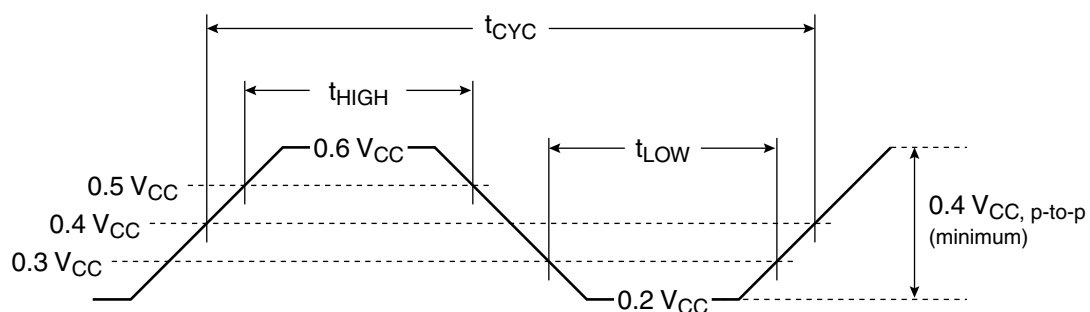 tCYC
tHIGH
0.6 VCC
tLOW
0.5 VCC
0.4 VCC
0.4 VCC, p-to-p
(minimum)
0.3 VCC
0.2 VCC